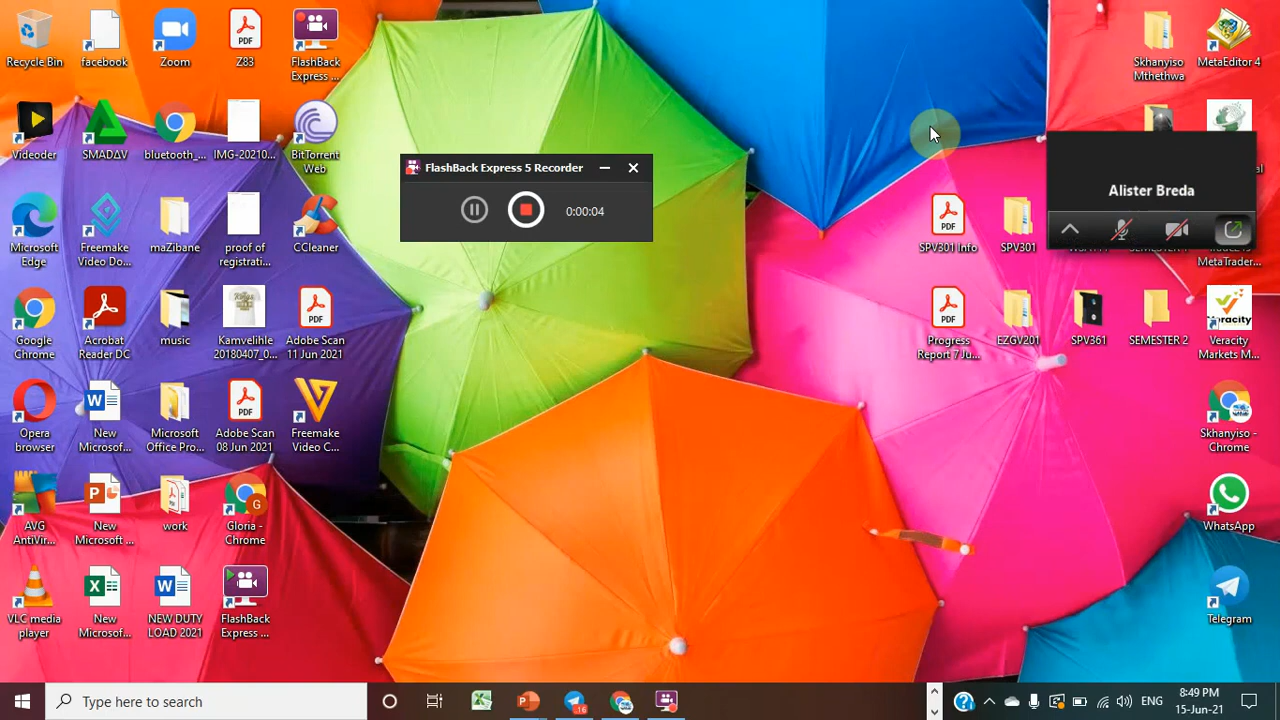 Recycle Bin
facebook
Zoom
Z83
FlashBack
Express ...
Skhanyiso
Mthethwa
MetaEditor 4
Videoder
SMADΔV
bluetooth_...
IMG-20210...
BitTorrent
Web
FlashBack Express 5 Recorder
0:00:04
Alister Breda
Microsoft
Edge
Freemake
Video Do...
maZibane
proof of
registrati...
CCleaner
SPV301 Info
SPV301
MetaTrader...
Google
Chrome
Acrobat
Reader DC
music
Kamvelihle
20180407_0...
Adobe Scan
11 Jun 2021
Progress
Report 7 Ju...
EZGV201
SPV361
SEMESTER 2
Veracity
Markets M...
Opera
browser
New
Microsof...
Microsoft
Office Pro...
Adobe Scan
08 Jun 2021
Freemake
Video C...
Skhanyiso -
Chrome
AVG
AntiVir...
New
Microsoft ...
work
Gloria -
Chrome
WhatsApp
VLC media
player
New
Microsof...
NEW DUTY
LOAD 2021
FlashBack
Express ...
Telegram
Type here to search
16
ENG
8:49 PM
15-Jun-21